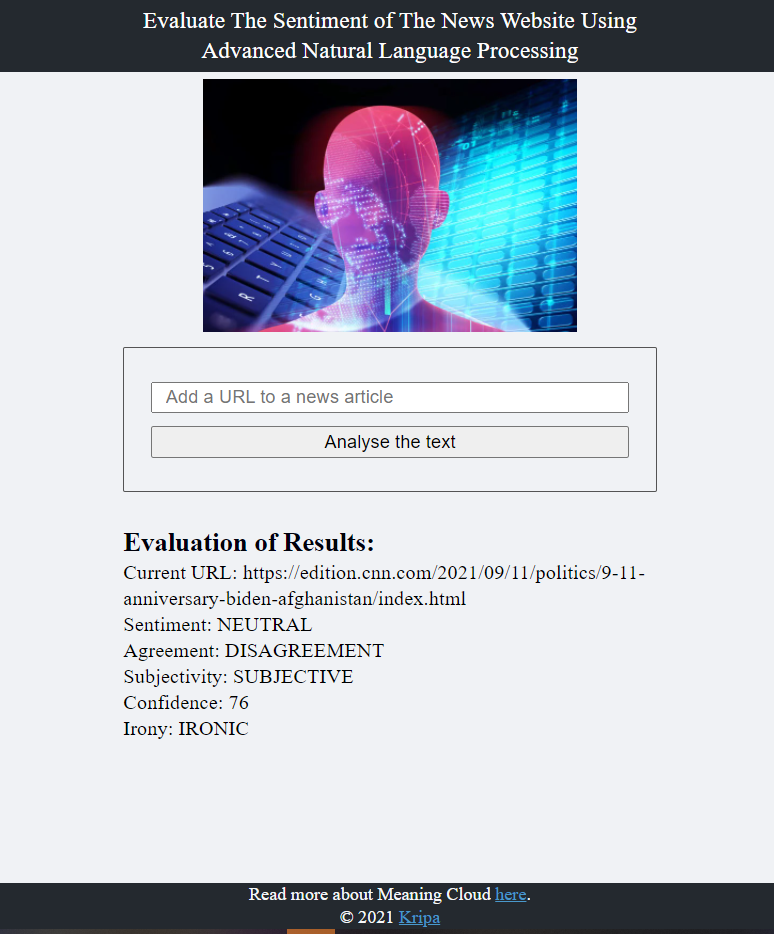 Evaluate The Sentiment of The News Website Using
Advanced Natural Language Processing
Add a URL to a news article
Analyse the text
Evaluation of Results:
Current URL: https://edition.cnn.com/2021/09/11/politics/9-11-
anniversary-biden-afghanistan/index.html
Sentiment: NEUTRAL
Agreement: DISAGREEMENT
Subjectivity: SUBJECTIVE
Confidence: 76
Irony: IRONIC
Read more about Meaning Cloud here.
© 2021 Kripa